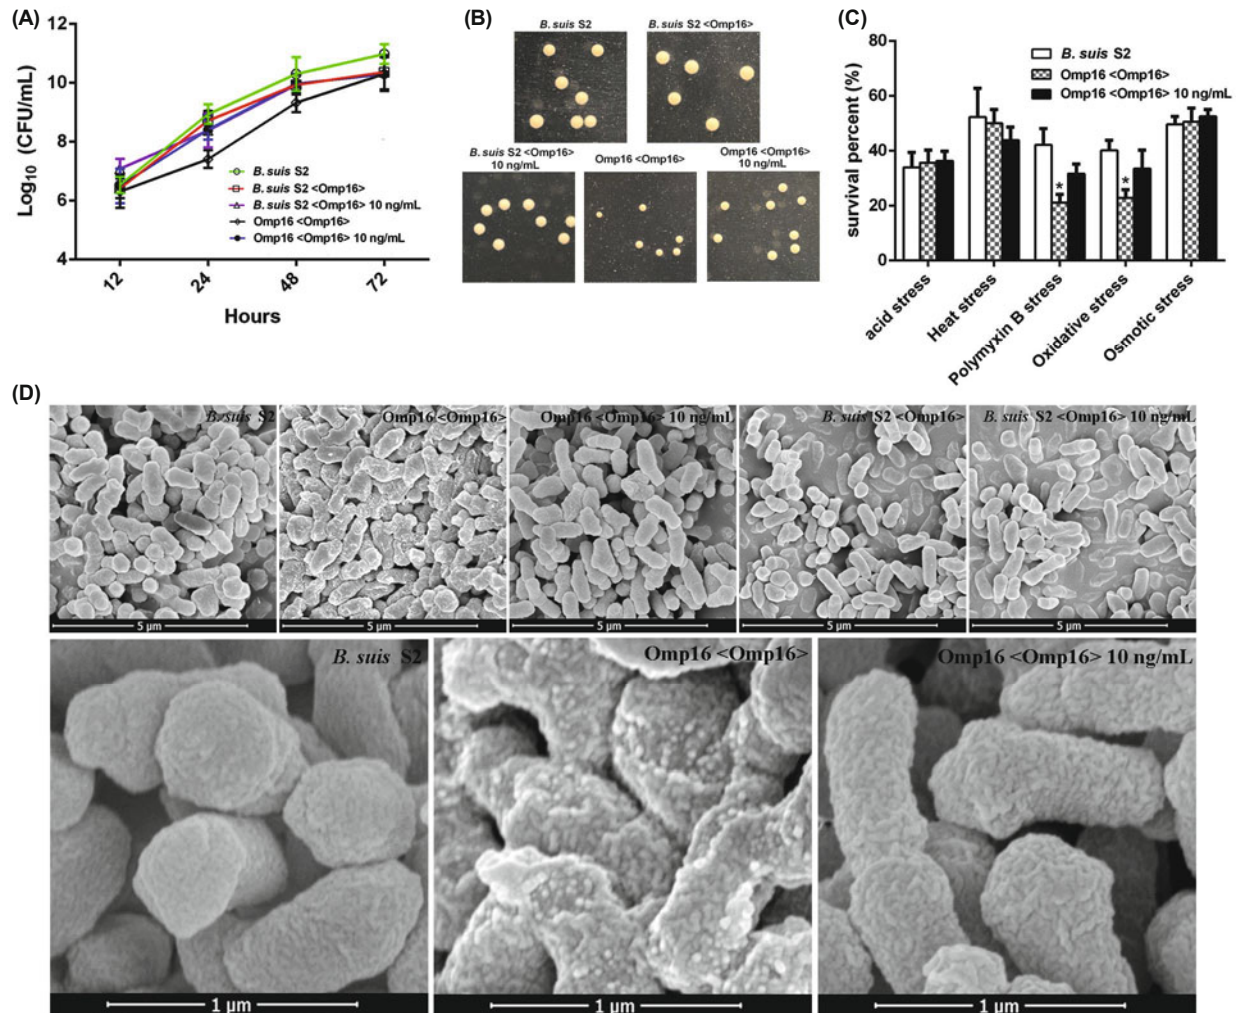 (A)
Log10 (CFU/mL)
12
10
8
6
4
12
24
48
72
Hours
B. suis S2
B. suis S2 <Omp16>
B. suis S2 <Omp16> 10 ng/mL
Omp16 <Omp16>
Omp16 <Omp16> 10 ng/mL
(B)
B. suis S2
B. suis S2 <Omp16>
B. suis S2 <Omp16>
10 ng/mL
Omp16 <Omp16>
Omp16 <Omp16>
10 ng/mL
(C)
survival percent (%)
80
60
40
20
0
B. suis S2
Omp16 <Omp16>
Omp16 <Omp16> 10 ng/mL
*
*
acid stress
Heat stress
Polymyxin B stress
Oxidative stress
Osmotic stress
(D)
B. suis S2
Omp16 <Omp16>
Omp16 <Omp16> 10 ng/mL
B. suis S2 <Omp16>
B. suis S2 <Omp16> 10 ng/mL
5 µm
5 µm
5 µm
5 µm
5 µm
B. suis S2
Omp16 <Omp16>
Omp16 <Omp16> 10 ng/mL
1 µm
1 µm
1 µm